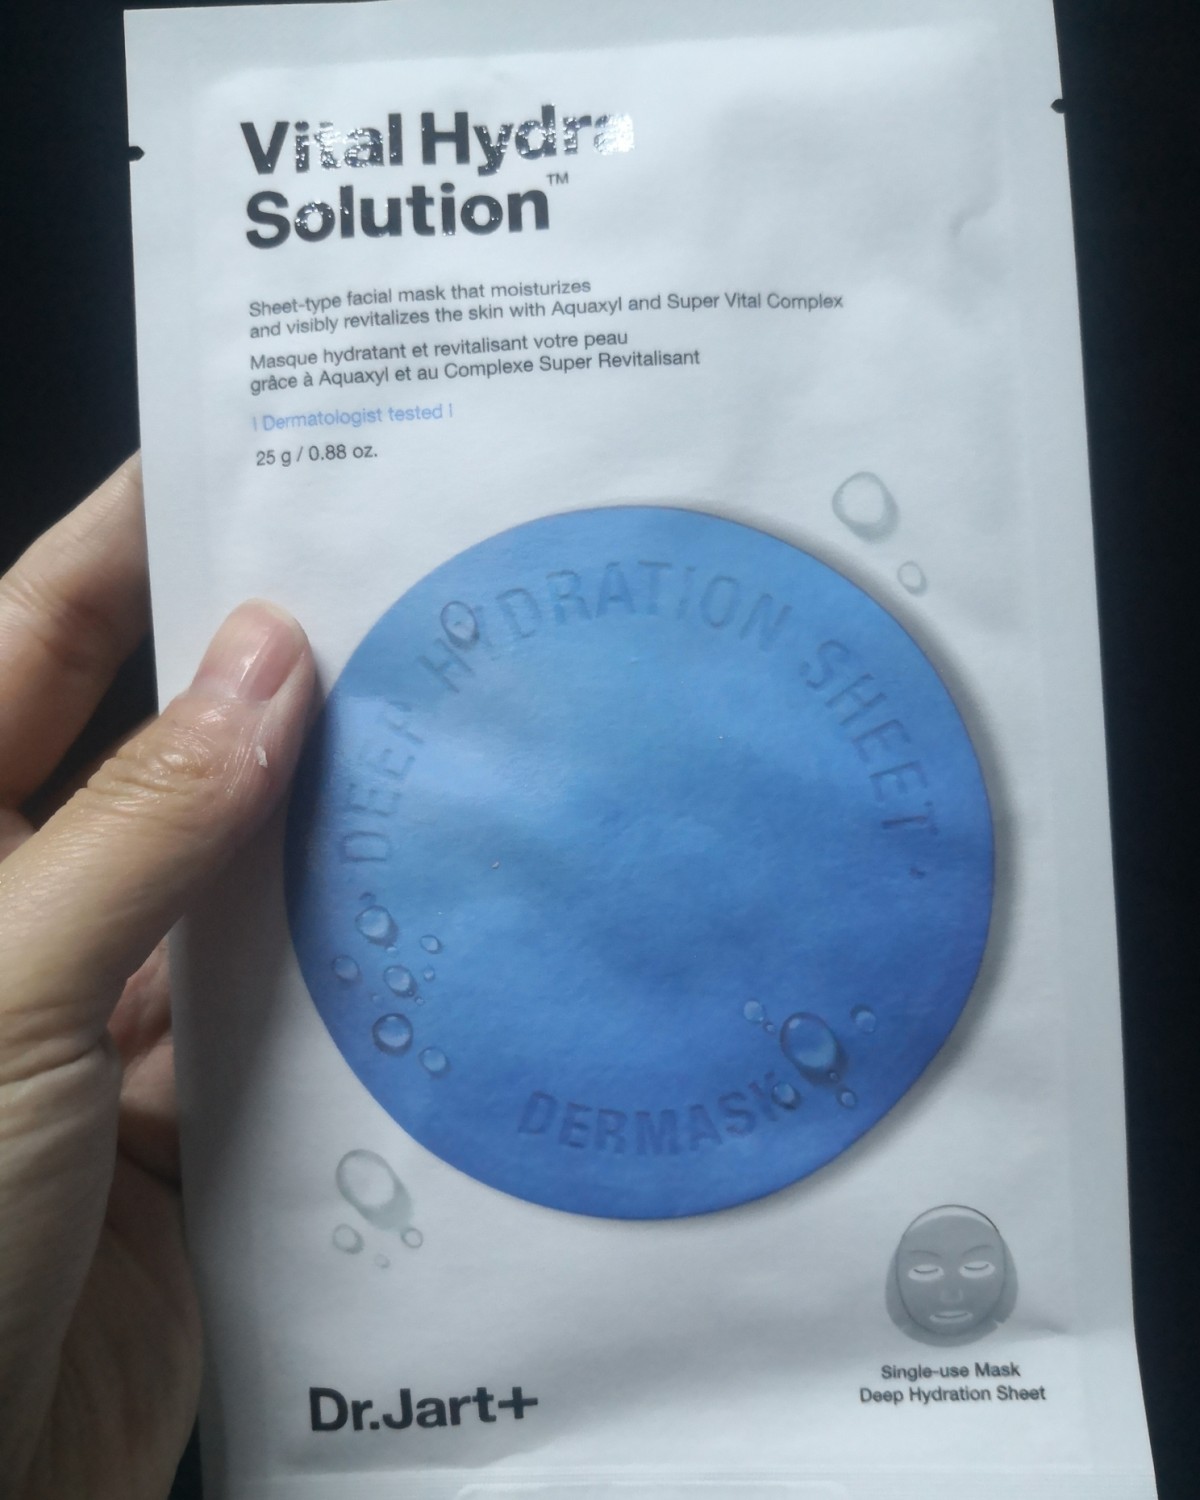 Vital Hydra
Solution™
Sheet-type facial mask that moisturizes
and visibly revitalizes the skin with Aquaxyl and Super Vital Complex
Masque hydratant et revitalisant votre peau
grâce à Aquaxyl et au Complexe Super Revitalisant
| Dermatologist tested |
25 g / 0.88 oz.
DEEP HYDRATION SHEET
DERMASK
Single-use Mask
Deep Hydration Sheet
Dr.Jart+